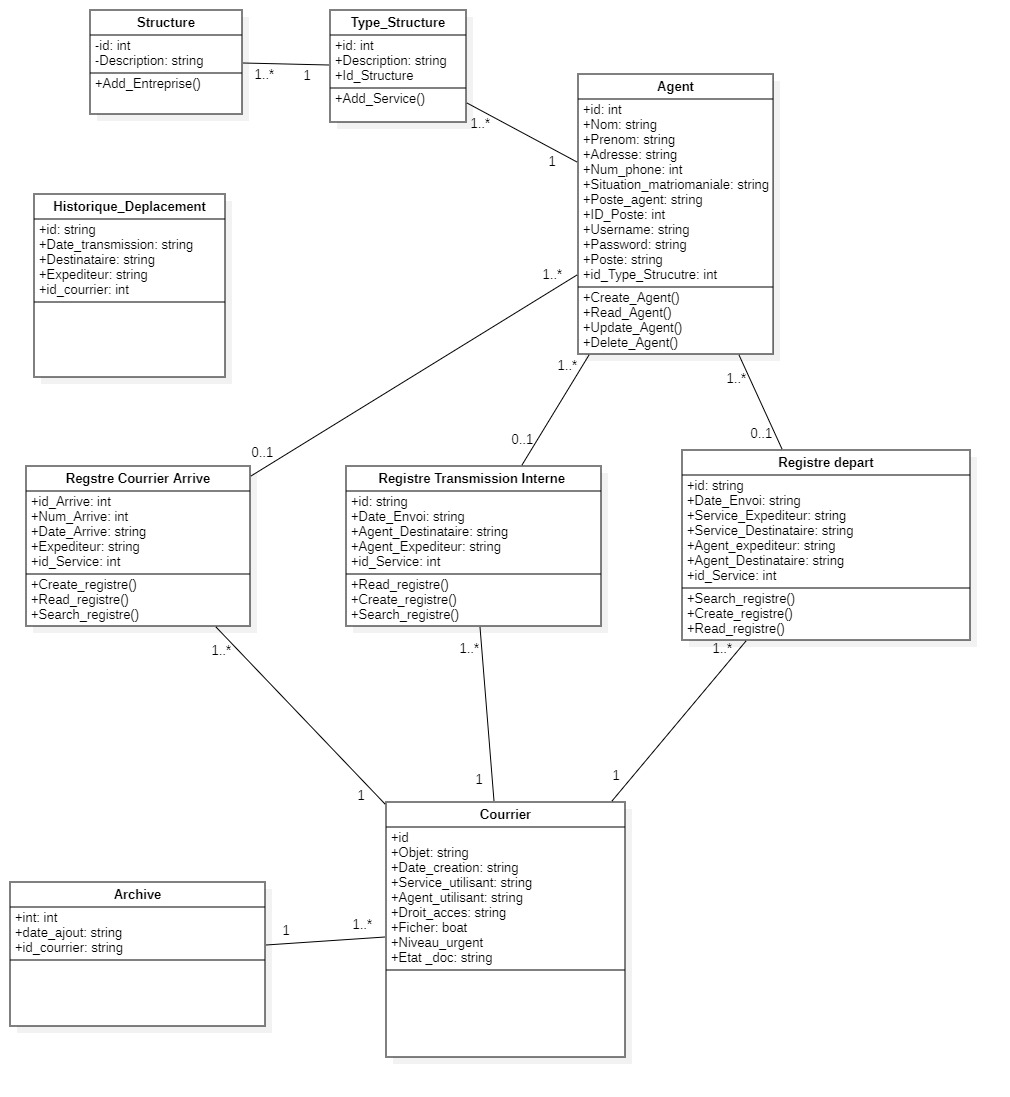 Structure
-id: int
-Description: string
+Add_Entreprise()
1..*
1
Type_Structure
+id: int
+Description: string
+Id_Structure
+Add_Service()
1..*
1
Agent
+id: int
+Nom: string
+Prenom: string
+Adresse: string
+Num_phone: int
+Situation_matriomaniale: string
+Poste_agent: string
+ID_Poste: int
+Username: string
+Password: string
+Poste: string
+id_Type_Strucutre: int
+Create_Agent()
+Read_Agent()
+Update_Agent()
+Delete_Agent()
Historique_Deplacement
+id: string
+Date_transmission: string
+Destinataire: string
+Expediteur: string
+id_courrier: int
1..*
1..*
1..*
0..1
0..1
0..1
Regstre Courrier Arrive
+id_Arrive: int
+Num_Arrive: int
+Date_Arrive: string
+Expediteur: string
+id_Service: int
+Create_registre()
+Read_registre()
+Search_registre()
Registre Transmission Interne
+id: string
+Date_Envoi: string
+Agent_Destinataire: string
+Agent_Expediteur: string
+id_Service: int
+Read_registre()
+Create_registre()
+Search_registre()
Registre depart
+id: string
+Date_Envoi: string
+Service_Expediteur: string
+Service_Destinataire: string
+Agent_expediteur: string
+Agent_Destinataire: string
+id_Service: int
+Search_registre()
+Create_registre()
+Read_registre()
1..*
1..*
1..*
1
1
1
Courrier
+id
+Objet: string
+Date_creation: string
+Service_utilisant: string
+Agent_utilisant: string
+Droit_acces: string
+Ficher: boat
+Niveau_urgent
+Etat _doc: string
Archive
+int: int
+date_ajout: string
+id_courrier: string
1
1..*